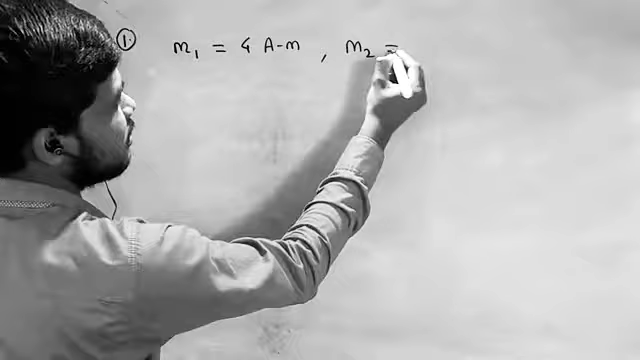 ① m₁ = 4 A-m , m₂ =